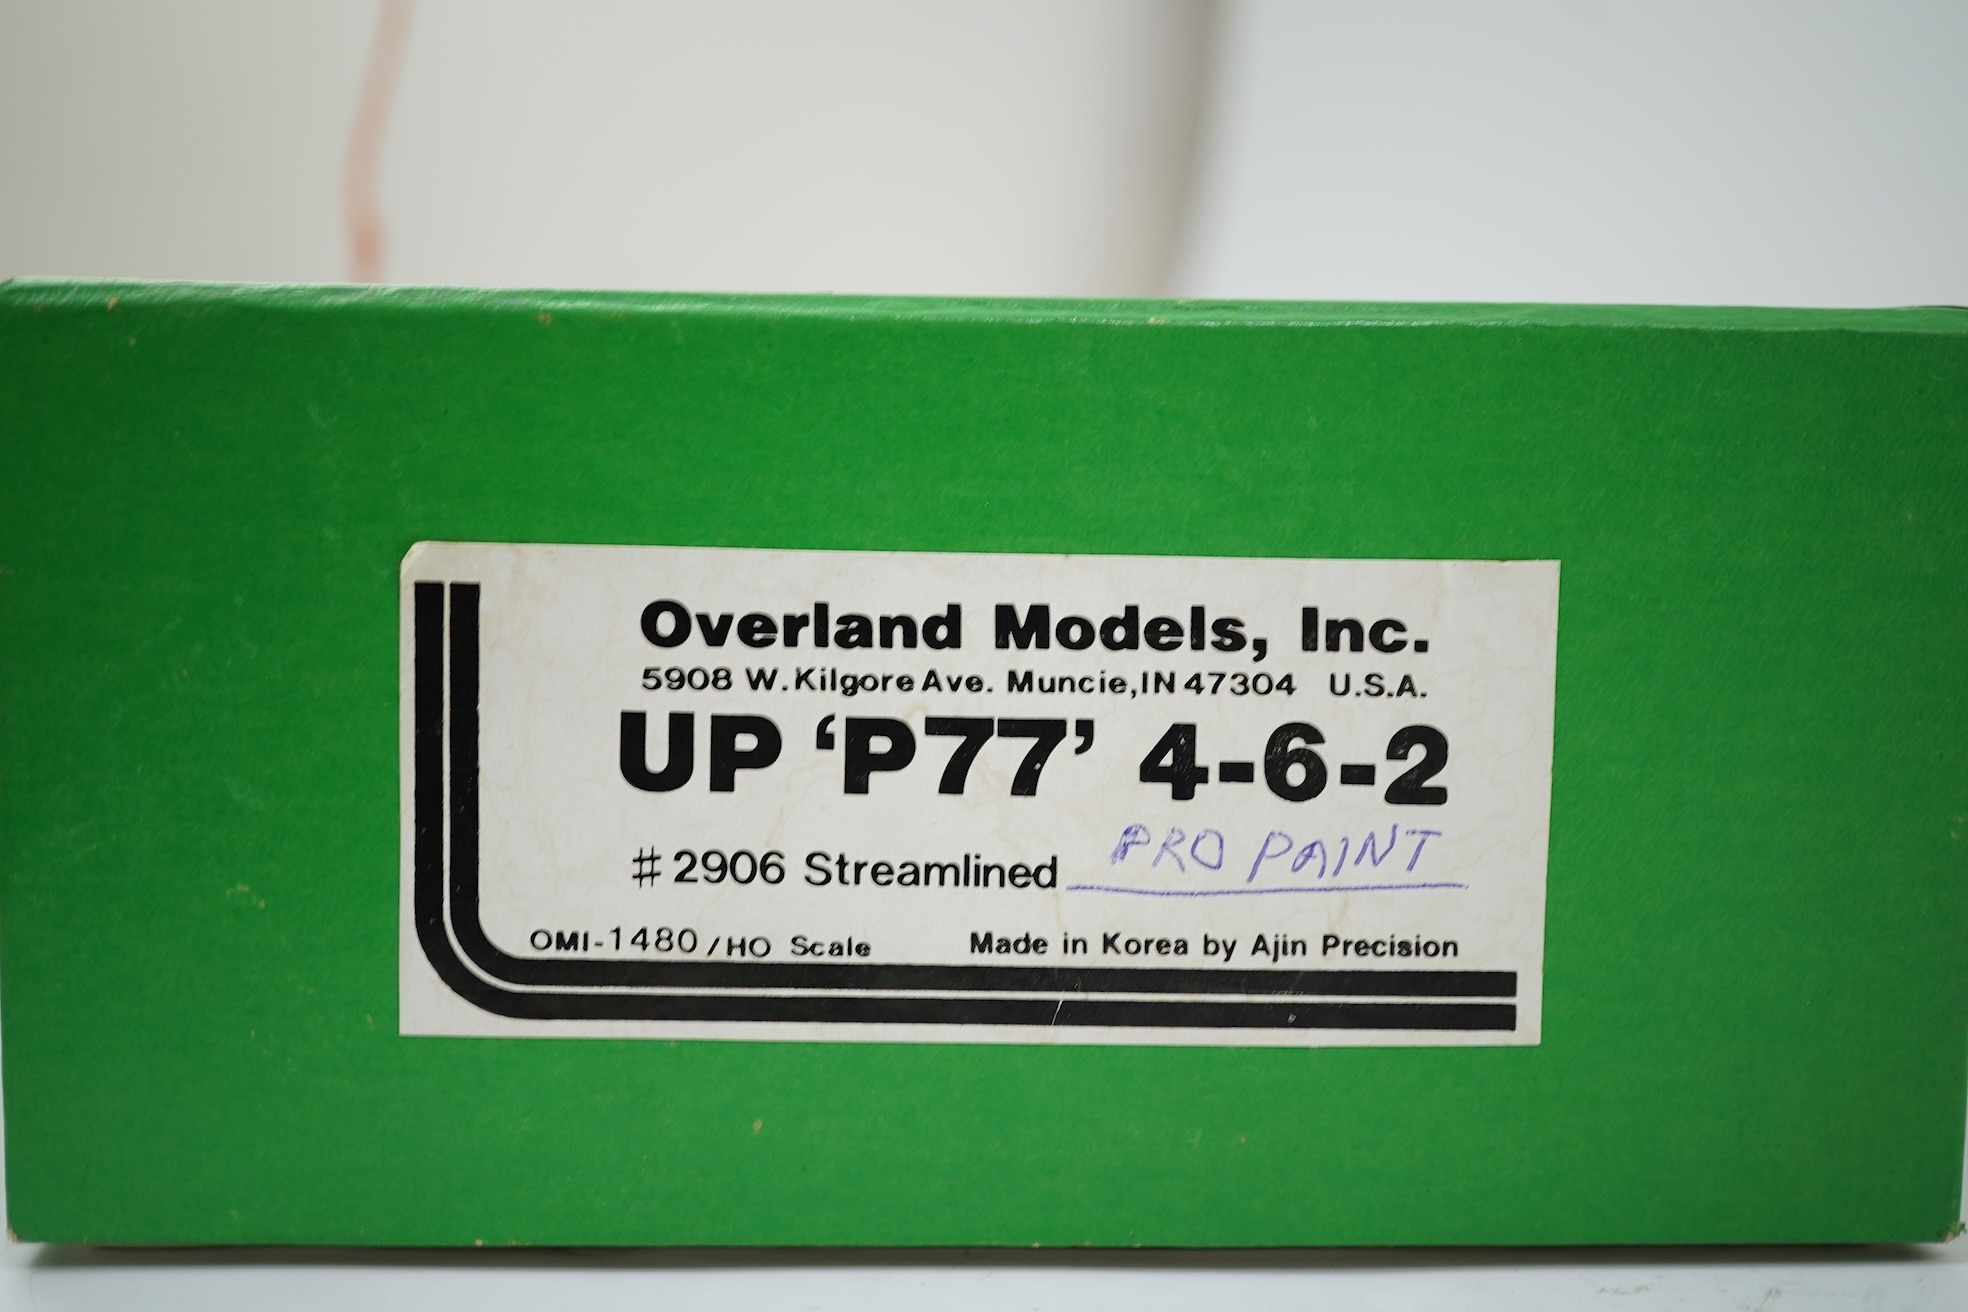 Overland Models, Inc.
5908 W. Kilgore Ave. Muncie, IN 47304 U.S.A.
UP ‘P77’ 4-6-2
#2906 Streamlined PRO PAINT
OMI-1480/HO Scale Made in Korea by Ajin Precision